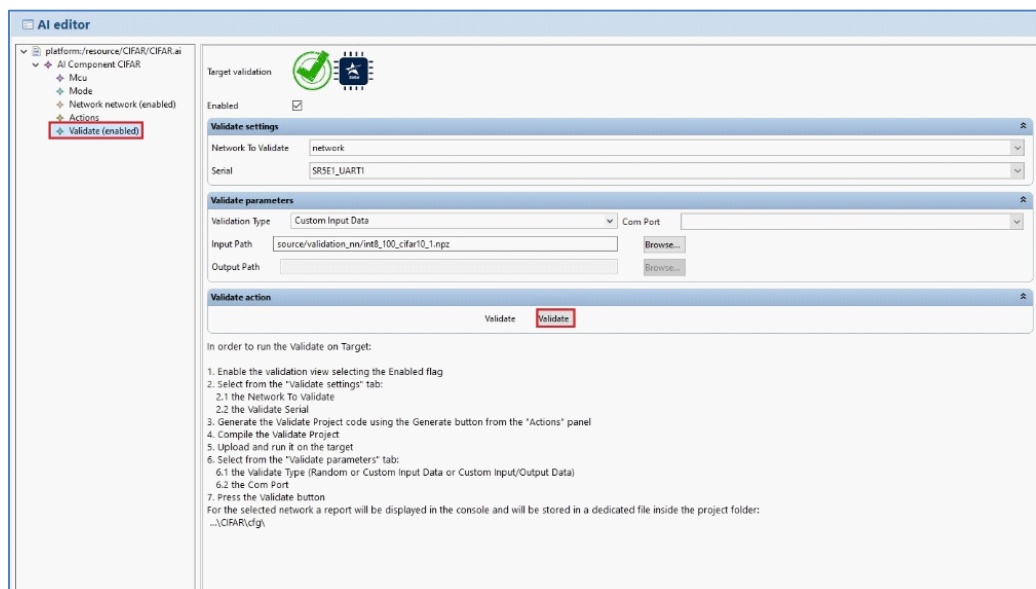 AI editor
platform:/resource/CIFAR/CIFAR.ai
AI Component CIFAR
Mcu
Mode
Network network (enabled)
Actions
Validate (enabled)
Target validation
Enabled
Validate settings
Network To Validate network
Serial SR5E1_UART1
Validate parameters
Validation Type Custom Input Data Com Port
Input Path source/validation_nn/int8_100_cifar10_1.npz Browse...
Output Path Browse...
Validate action
Validate Validate
In order to run the Validate on Target:
1. Enable the validation view selecting the Enabled flag
2. Select from the "Validate settings" tab:
2.1 the Network To Validate
2.2 the Validate Serial
3. Generate the Validate Project code using the Generate button from the "Actions" panel
4. Compile the Validate Project
5. Upload and run it on the target
6. Select from the "Validate parameters" tab:
6.1 the Validate Type (Random or Custom Input Data or Custom Input/Output Data)
6.2 the Com Port
7. Press the Validate button
For the selected network a report will be displayed in the console and will be stored in a dedicated file inside the project folder:
...\CIFAR\cfg\